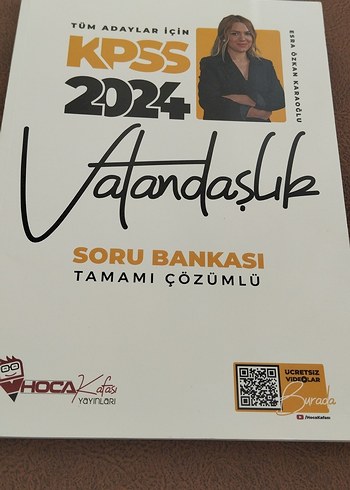 TÜM ADAYLAR İÇİN
KPSS
2024
ESRA ÖZKAN KARAOĞLU
Vatandaşlık
SORU BANKASI
TAMAMI ÇÖZÜMLÜ
HOCA Kafası
YAYINLARI
ÜCRETSİZ
VİDEOLAR
Burada
/HocaKafası